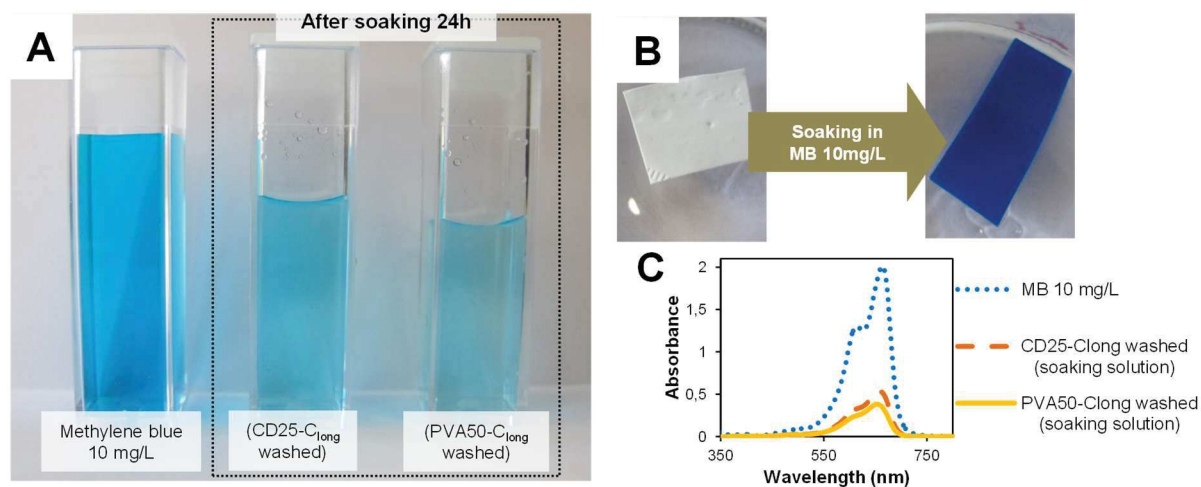 A
After soaking 24h
Methylene blue
10 mg/L
(CD25-Clong
washed)
(PVA50-Clong
washed)
B
Soaking in
MB 10mg/L
C
Absorbance
2
1,5
1
0,5
0
350
550
750
Wavelength (nm)
MB 10 mg/L
CD25-Clong washed
(soaking solution)
PVA50-Clong washed
(soaking solution)